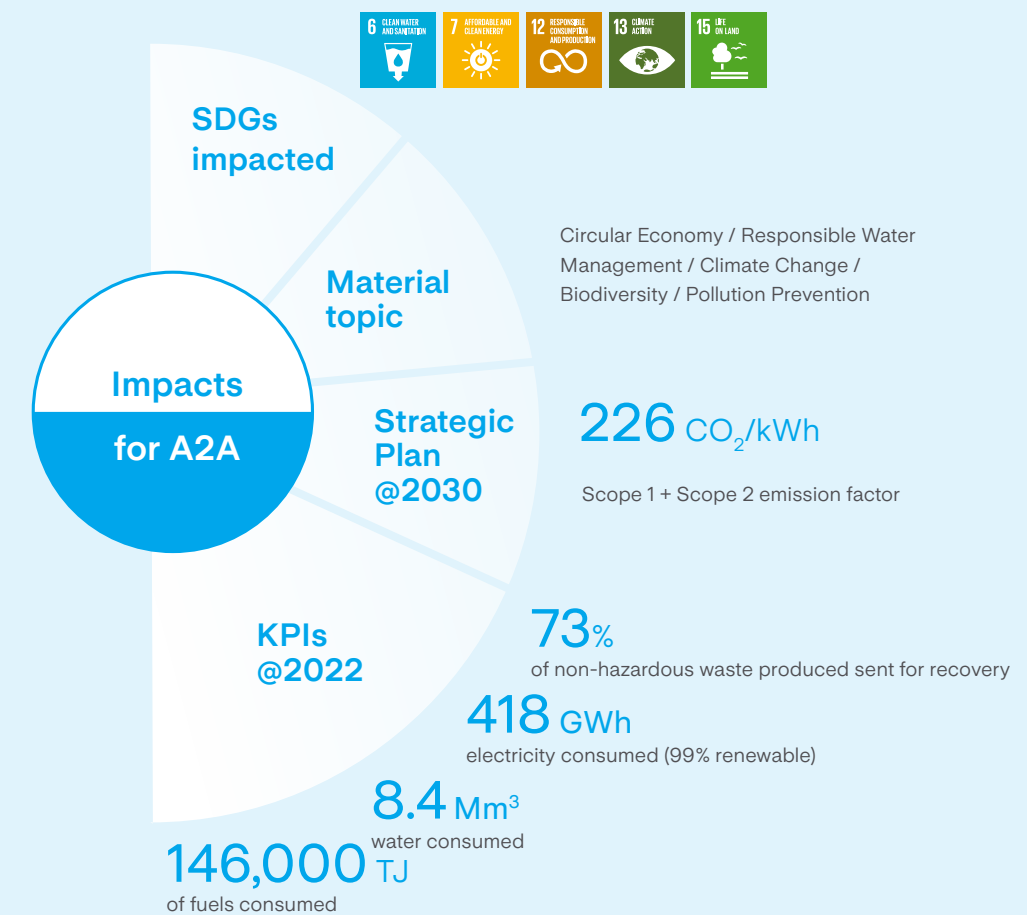 6 CLEAN WATER
AND SANITATION
7 AFFORDABLE AND
CLEAN ENERGY
12 RESPONSIBLE
CONSUMPTION
AND PRODUCTION
13 CLIMATE
ACTION
15 LIFE
ON LAND
SDGs
impacted
Circular Economy / Responsible Water
Management / Climate Change /
Biodiversity / Pollution Prevention
Material
topic
Impacts
for A2A
Strategic
Plan
@2030
226 CO₂/kWh
Scope 1 + Scope 2 emission factor
KPIs
@2022
73%
of non-hazardous waste produced sent for recovery
418 GWh
electricity consumed (99% renewable)
8.4 Mm³
water consumed
146,000 TJ
of fuels consumed